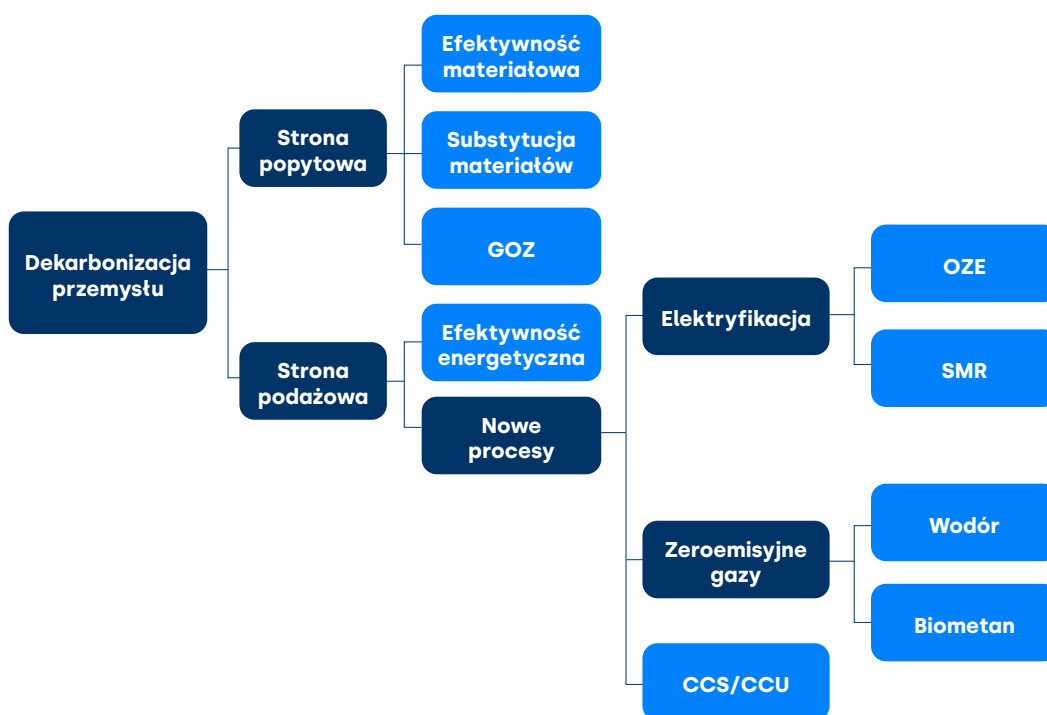 Dekarbonizacja
przemysłu
Strona
popytowa
Efektywność
materiałowa
Substytucja
materiałów
GOZ
Strona
podażowa
Efektywność
energetyczna
Nowe
procesy
Elektryfikacja
OZE
SMR
Zeroemisyjne
gazy
Wodór
Biometan
CCS/CCU